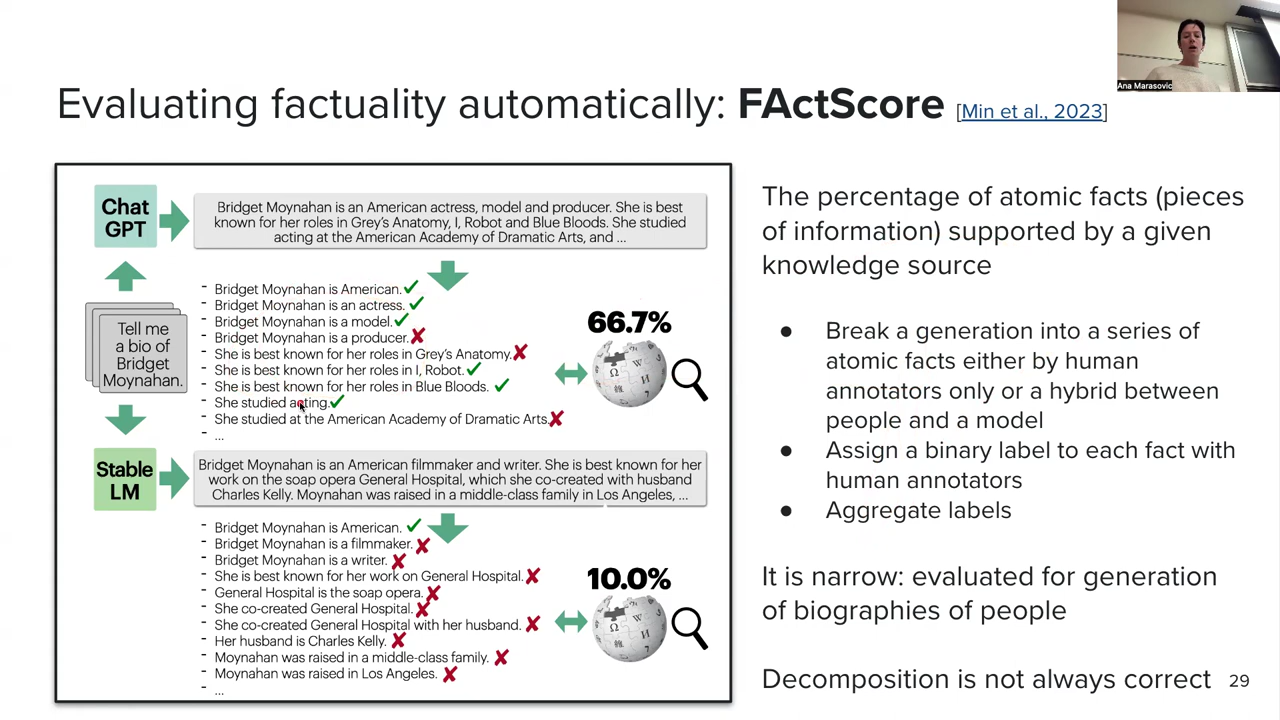 Ana Marasovic
Evaluating factuality automatically: FActScore [Min et al., 2023]
Chat
GPT
Bridget Moynahan is an American actress, model and producer. She is best
known for her roles in Grey's Anatomy, I, Robot and Blue Bloods. She studied
acting at the American Academy of Dramatic Arts, and ...
Tell me
a bio of
Bridget
Moynahan.
- Bridget Moynahan is American. ✓
- Bridget Moynahan is an actress. ✓
- Bridget Moynahan is a model. ✓
- Bridget Moynahan is a producer. ✘
- She is best known for her roles in Grey's Anatomy. ✘
- She is best known for her roles in I, Robot. ✓
- She is best known for her roles in Blue Bloods. ✓
- She studied acting. ✓
- She studied at the American Academy of Dramatic Arts. ✘
- ...
66.7%
Stable
LM
Bridget Moynahan is an American filmmaker and writer. She is best known for her
work on the soap opera General Hospital, which she co-created with husband
Charles Kelly. Moynahan was raised in a middle-class family in Los Angeles, ...
- Bridget Moynahan is American. ✓
- Bridget Moynahan is a filmmaker. ✘
- Bridget Moynahan is a writer. ✘
- She is best known for her work on General Hospital. ✘
- General Hospital is the soap opera. ✘
- She co-created General Hospital. ✘
- She co-created General Hospital with her husband. ✘
- Her husband is Charles Kelly. ✘
- Moynahan was raised in a middle-class family. ✘
- Moynahan was raised in Los Angeles. ✘
- ...
10.0%
The percentage of atomic facts (pieces
of information) supported by a given
knowledge source
● Break a generation into a series of
atomic facts either by human
annotators only or a hybrid between
people and a model
● Assign a binary label to each fact with
human annotators
● Aggregate labels
It is narrow: evaluated for generation
of biographies of people
Decomposition is not always correct
29